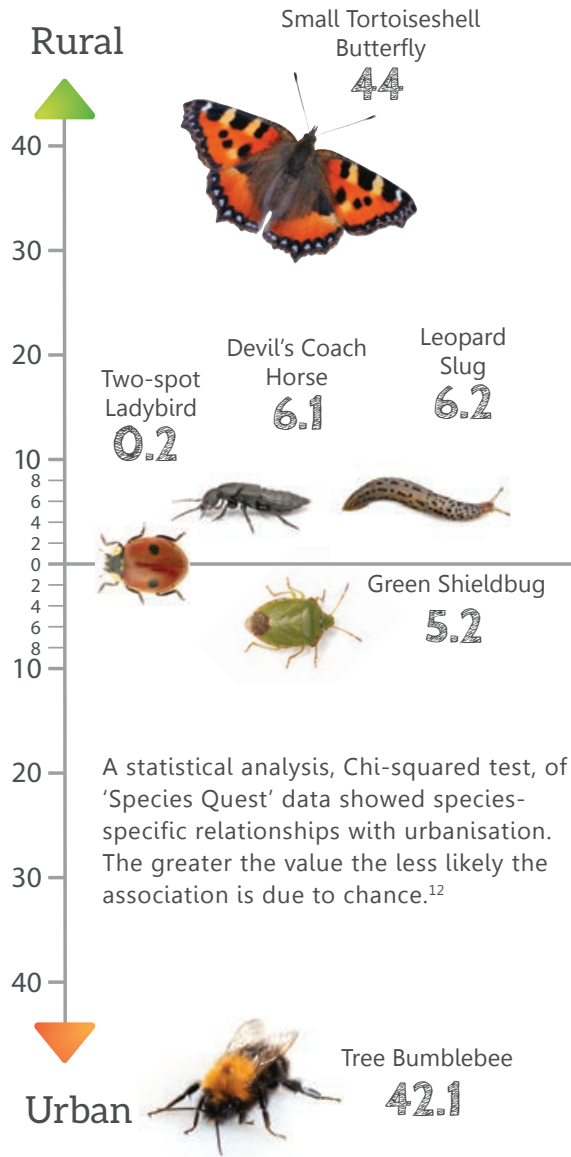 Rural
Small Tortoiseshell
Butterfly
44
40
30
20
Two-spot
Ladybird
0.2
Devil's Coach
Horse
6.1
Leopard
Slug
6.2
10
8
6
4
2
0
2
4
6
8
10
Green Shieldbug
5.2
20
30
40
A statistical analysis, Chi-squared test, of
‘Species Quest’ data showed species-
specific relationships with urbanisation.
The greater the value the less likely the
association is due to chance.¹²
Urban
Tree Bumblebee
42.1